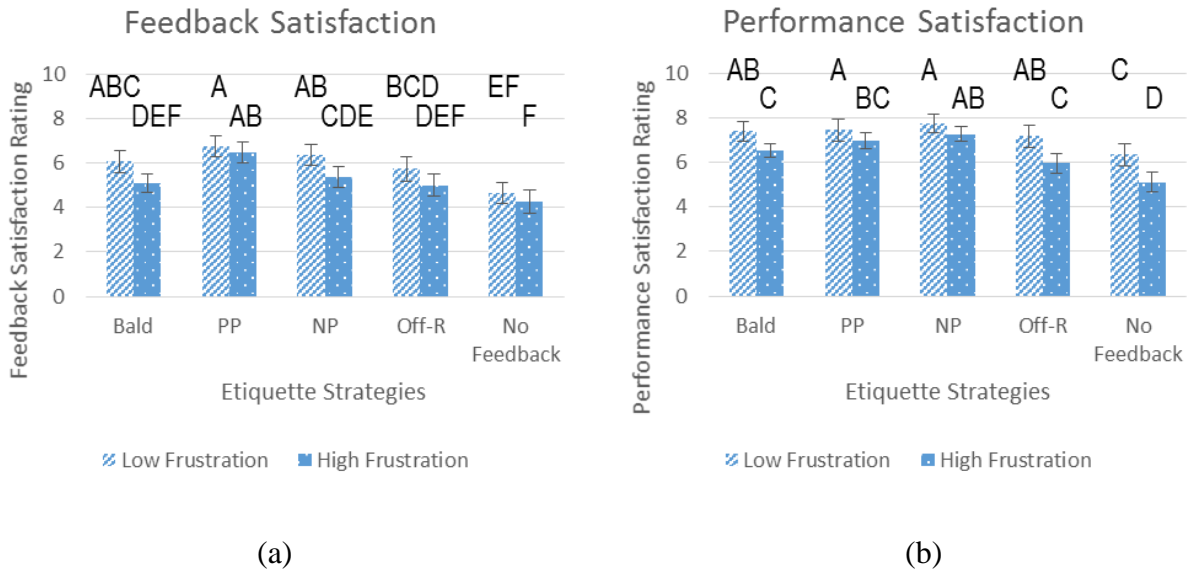 Feedback Satisfaction
Feedback Satisfaction Rating
10
8
6
4
2
0
ABC
A
AB
BCD
EF
DEF
AB
CDE
DEF
F
Bald
PP
NP
Off-R
No
Feedback
Etiquette Strategies
Low Frustration
High Frustration
(a)
Performance Satisfaction
Performance Satisfaction Rating
10
8
6
4
2
0
AB
A
A
AB
C
C
BC
AB
C
D
Bald
PP
NP
Off-R
No
Feedback
Etiquette Strategies
Low Frustration
High Frustration
(b)